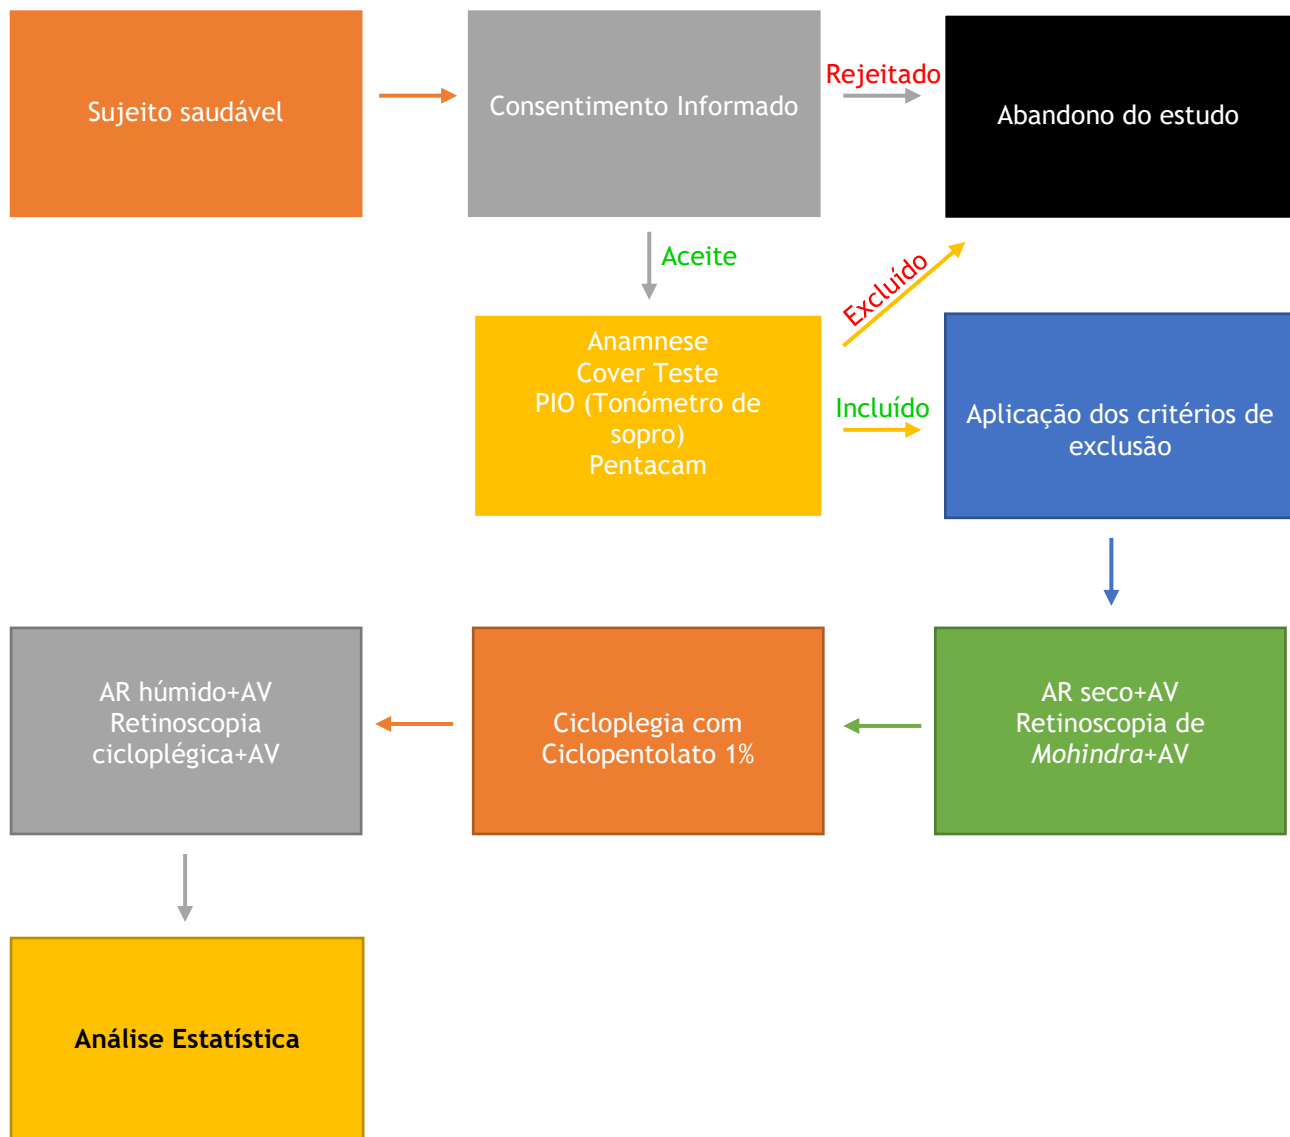 Sujeito saudável
Consentimento Informado
Rejeitado
Abandono do estudo
Aceite
Excluído
Anamnese
Cover Teste
PIO (Tonómetro de
sopro)
Pentacam
Incluído
Aplicação dos critérios de
exclusão
AR húmido+AV
Retinoscopia
cicloplégica+AV
Cicloplegia com
Ciclopentolato 1%
AR seco+AV
Retinoscopia de
Mohindra+AV
Análise Estatística